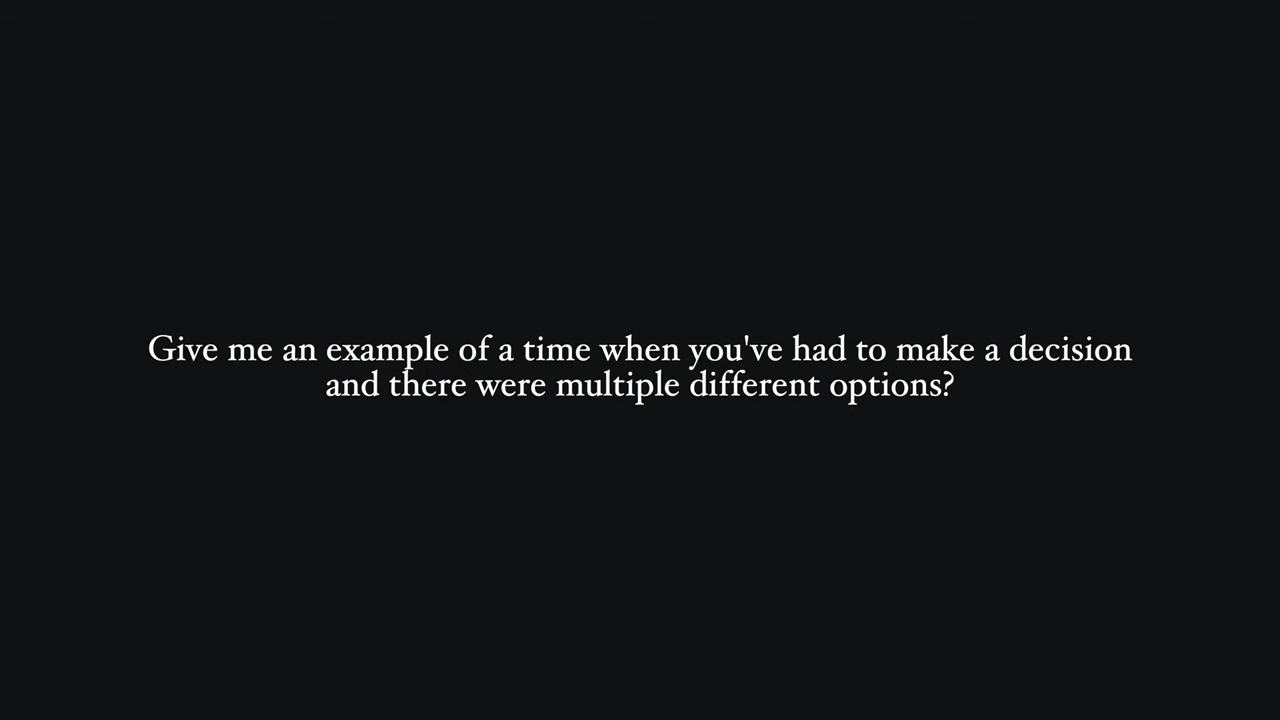 Give me an example of a time when you've had to make a decision
and there were multiple different options?